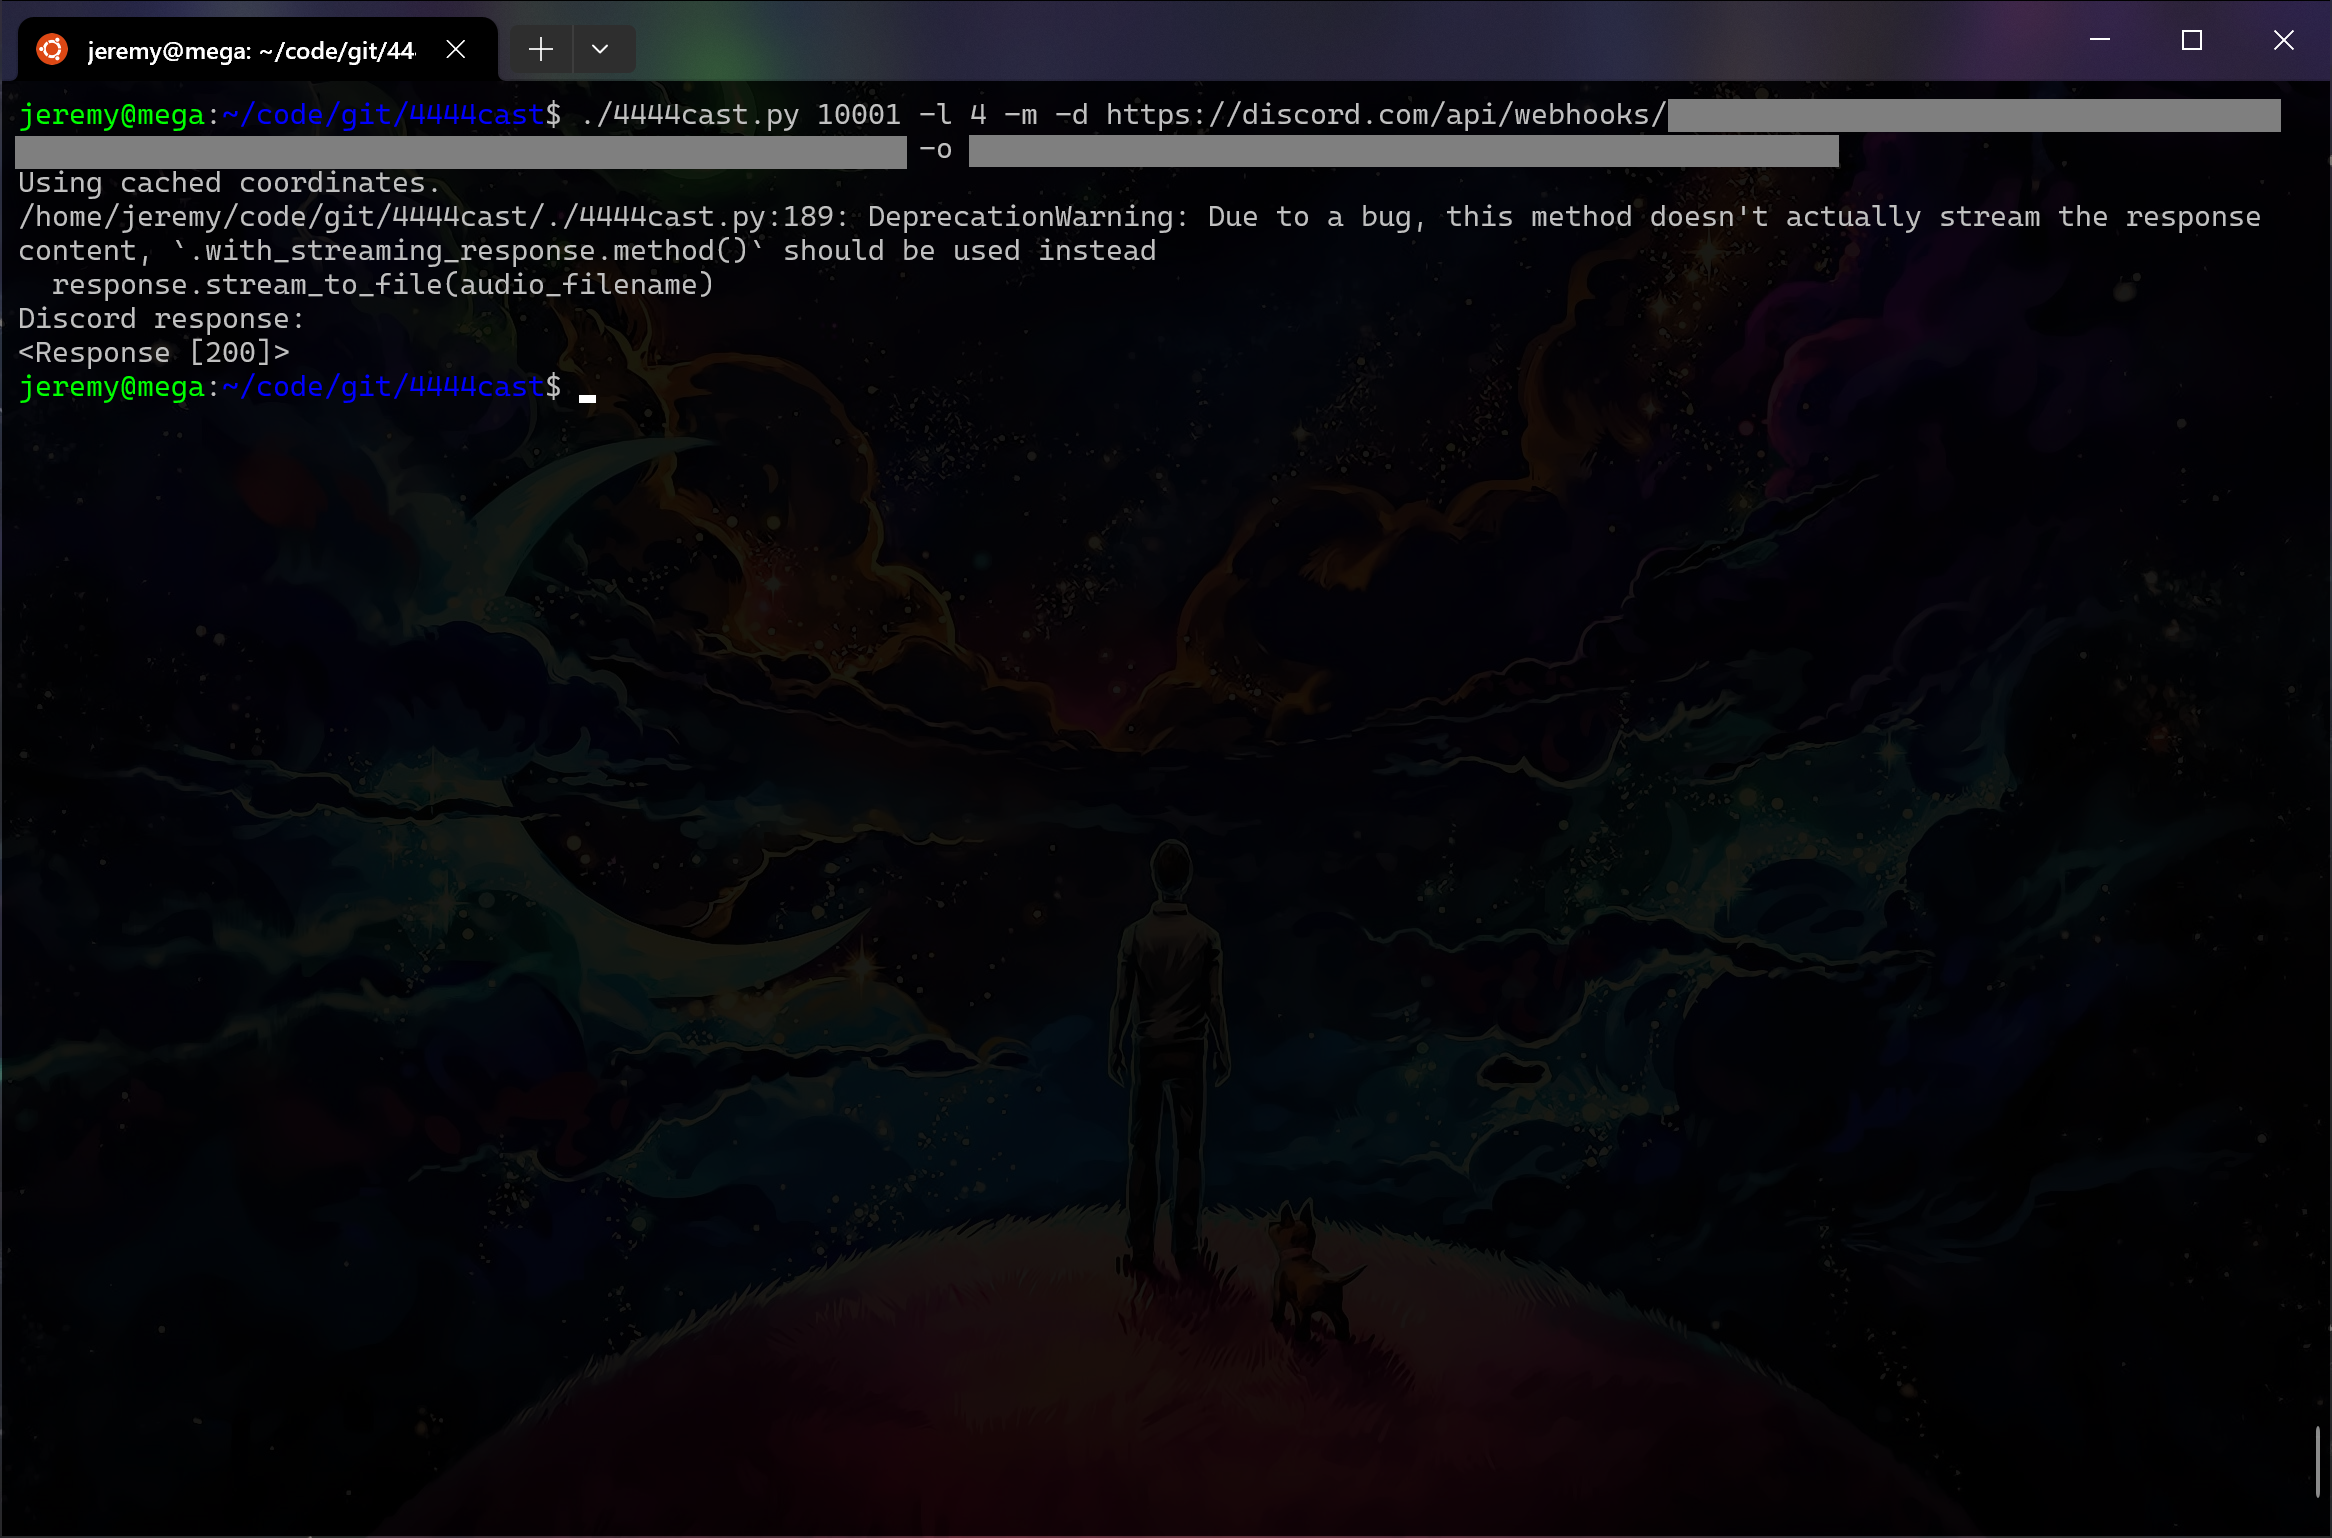 jeremy@mega: ~/code/git/44
jeremy@mega:~/code/git/4444cast$ ./4444cast.py 10001 -l 4 -m -d https://discord.com/api/webhooks/
-o
Using cached coordinates.
/home/jeremy/code/git/4444cast/./4444cast.py:189: DeprecationWarning: Due to a bug, this method doesn't actually stream the response
content, `.with_streaming_response.method()` should be used instead
  response.stream_to_file(audio_filename)
Discord response:
<Response [200]>
jeremy@mega:~/code/git/4444cast$